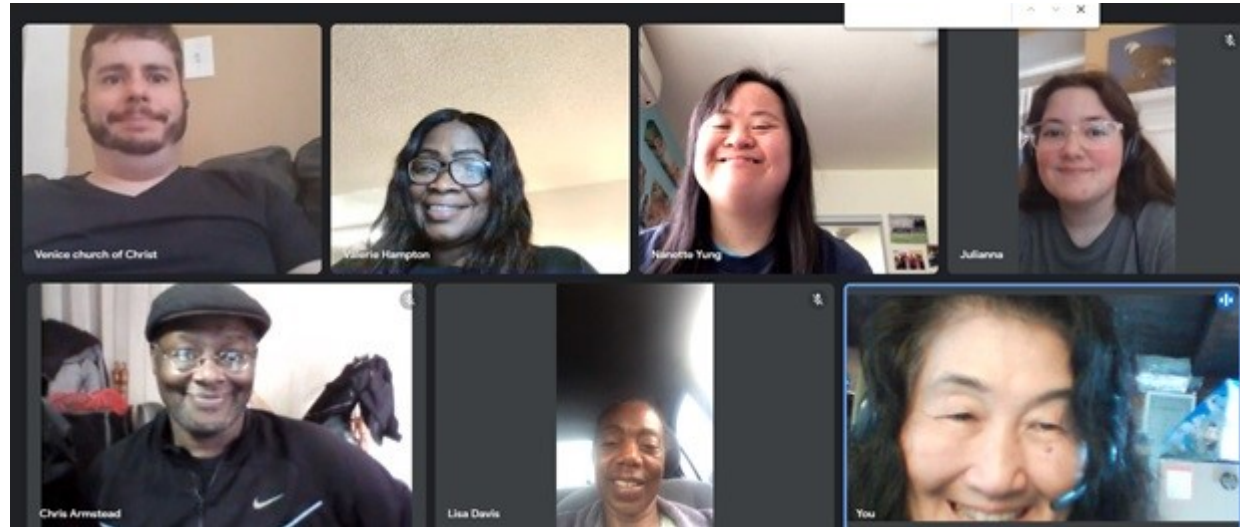 Venice church of Christ
Valerie Hampton
Nanette Yung
Julianna
Chris Armstead
Lisa Davis
You